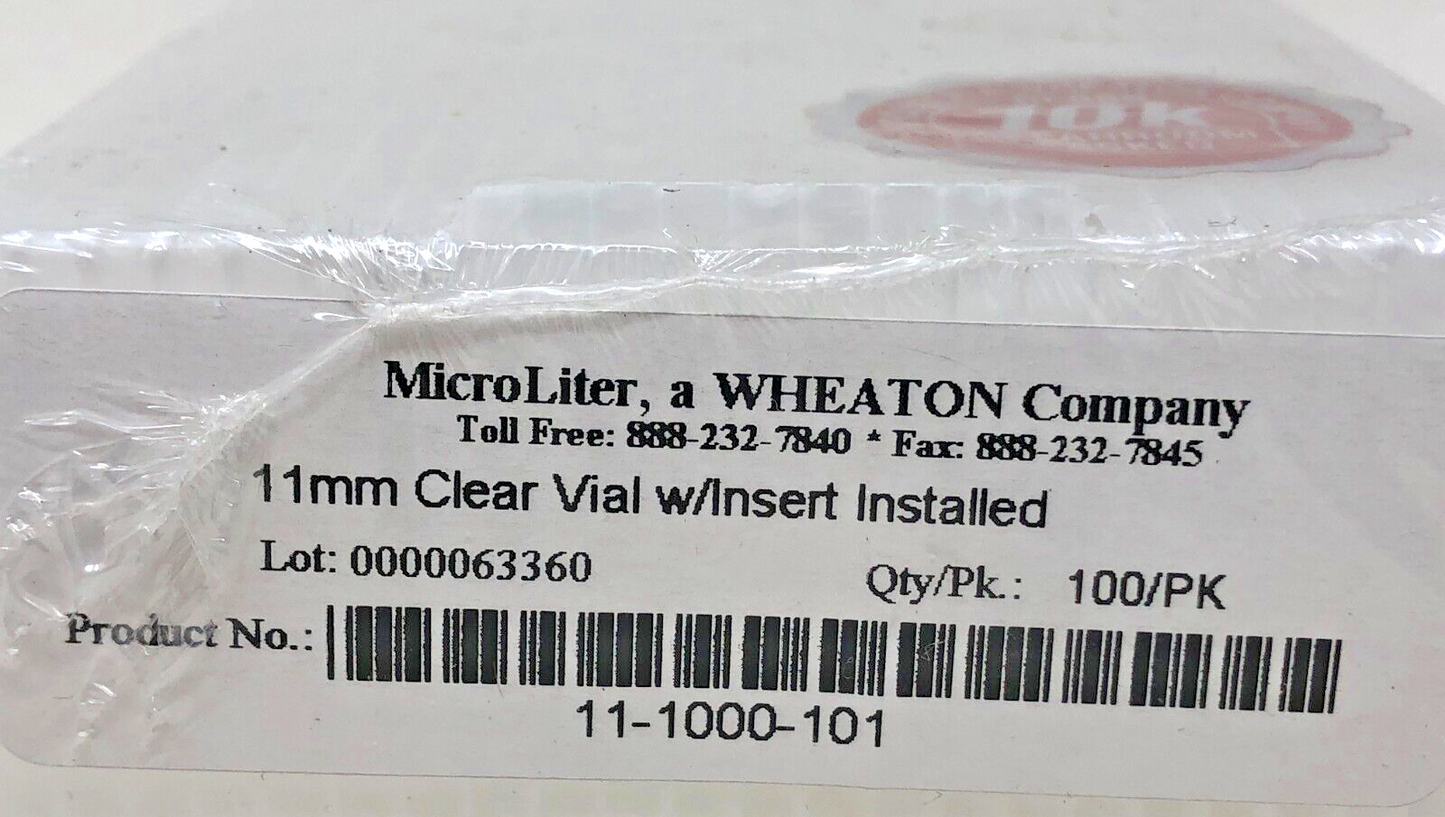 10K
MicroLiter, a WHEATON Company
Toll Free: 888-232-7840 * Fax: 888-232-7845
11mm Clear Vial w/Insert Installed
Lot: 0000063360
Qty/Pk.: 100/PK
Product No.:
11-1000-101